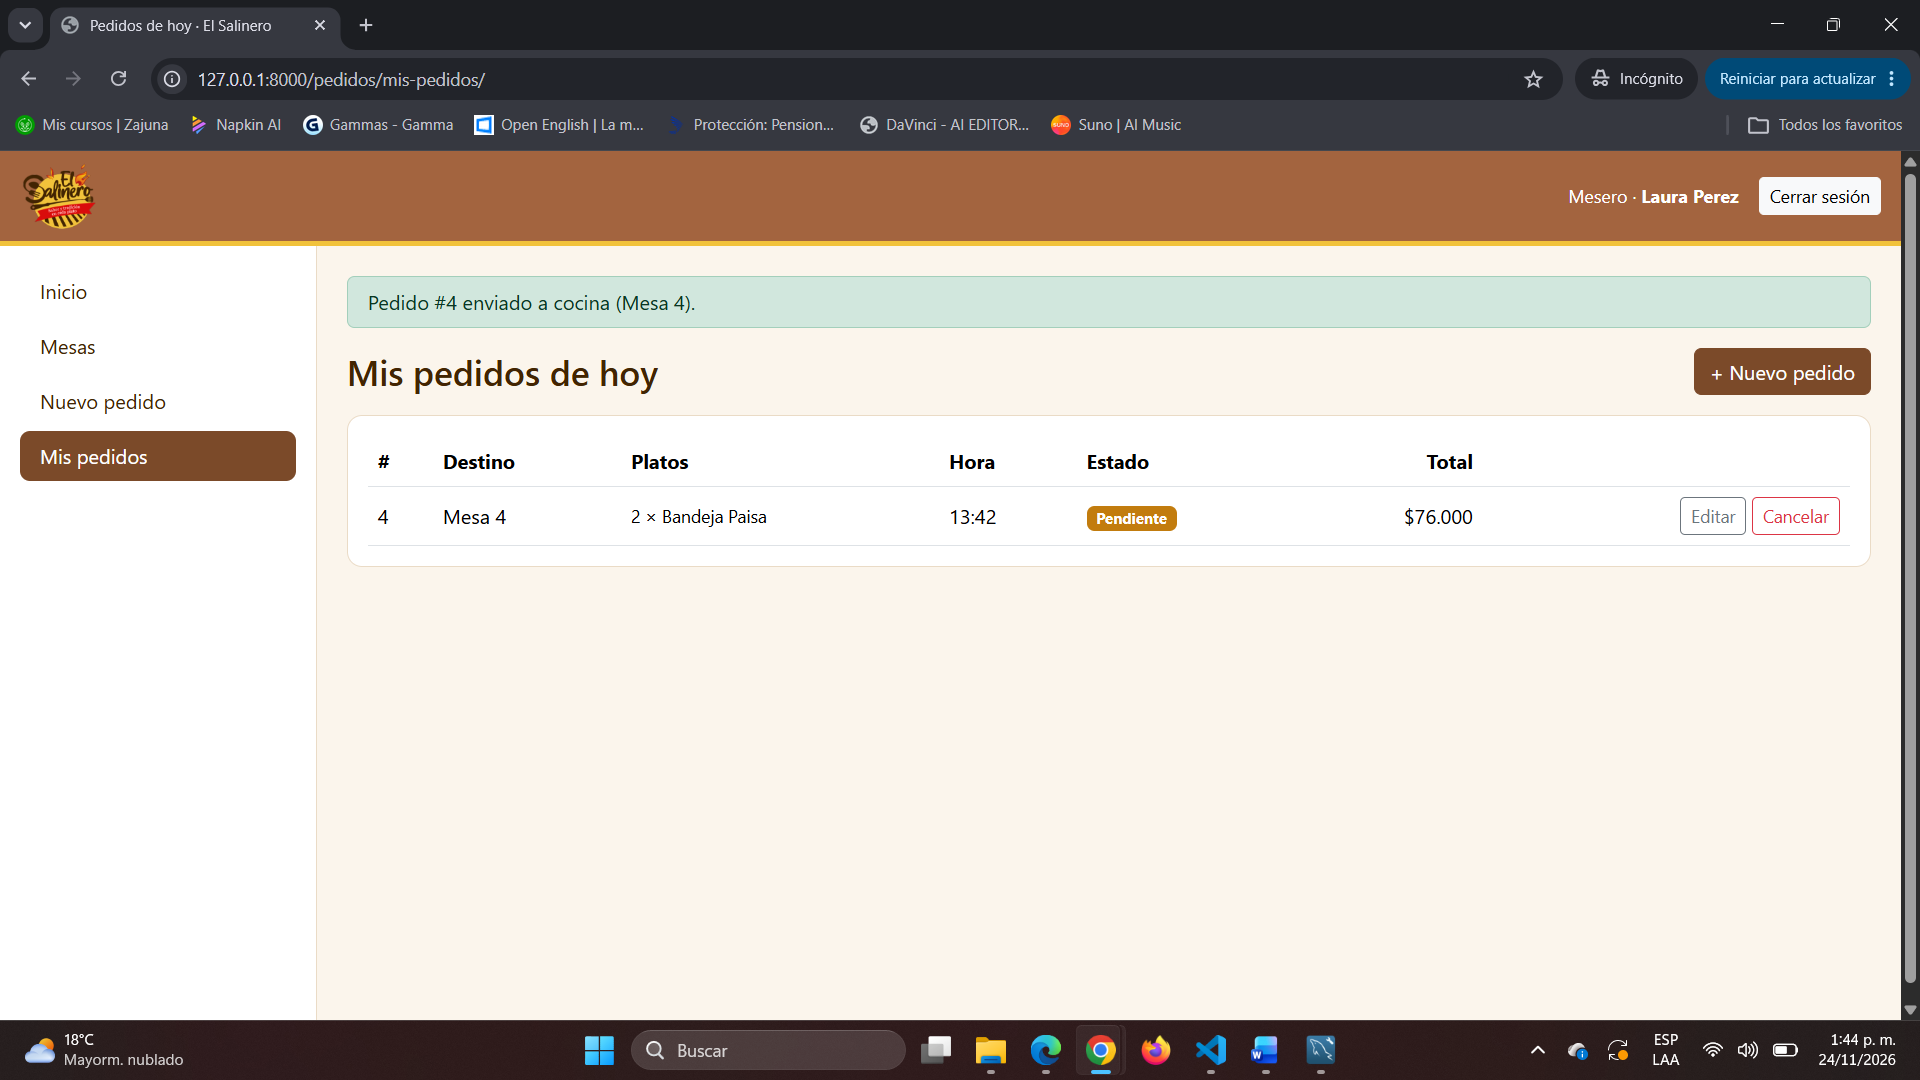 Pedidos de hoy · El Salinero
127.0.0.1:8000/pedidos/mis-pedidos/
Incógnito
Reiniciar para actualizar
Mis cursos | Zajuna
Napkin AI
Gammas - Gamma
Open English | La m...
Protección: Pension...
DaVinci - AI EDITOR...
Suno | AI Music
Todos los favoritos
El Salinero
Mesero · Laura Perez
Cerrar sesión
Inicio
Mesas
Nuevo pedido
Mis pedidos
Pedido #4 enviado a cocina (Mesa 4).
Mis pedidos de hoy
+ Nuevo pedido
# Destino Platos Hora Estado Total
4 Mesa 4 2 × Bandeja Paisa 13:42 Pendiente $76.000 Editar Cancelar
18°C
Mayorm. nublado
Buscar
ESP
LAA
1:44 p. m.
24/11/2026